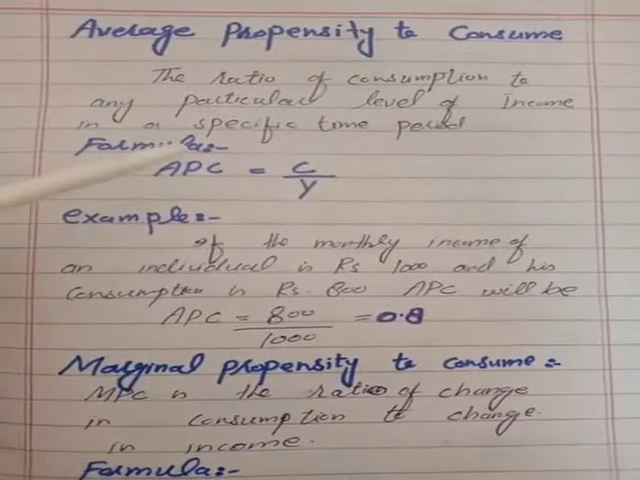 Average Propensity to Consume
The ratio of consumption to
any particular level of Income
in a specific time period
Formula:-
APC = C/Y
example:-
If the monthly income of
an individual is Rs 1000 and his
Consumption is Rs. 800 APC will be
APC = 800/1000 = 0.8
Marginal propensity to consume:-
MPC is the ratio of change
in consumption to change
in income.
Formula:-